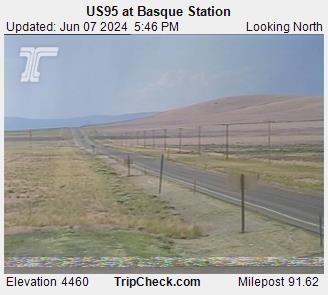 US95 at Basque Station
Updated: Jun 07 2024 5:46 PM Looking North
Elevation 4460 TripCheck.com Milepost 91.62